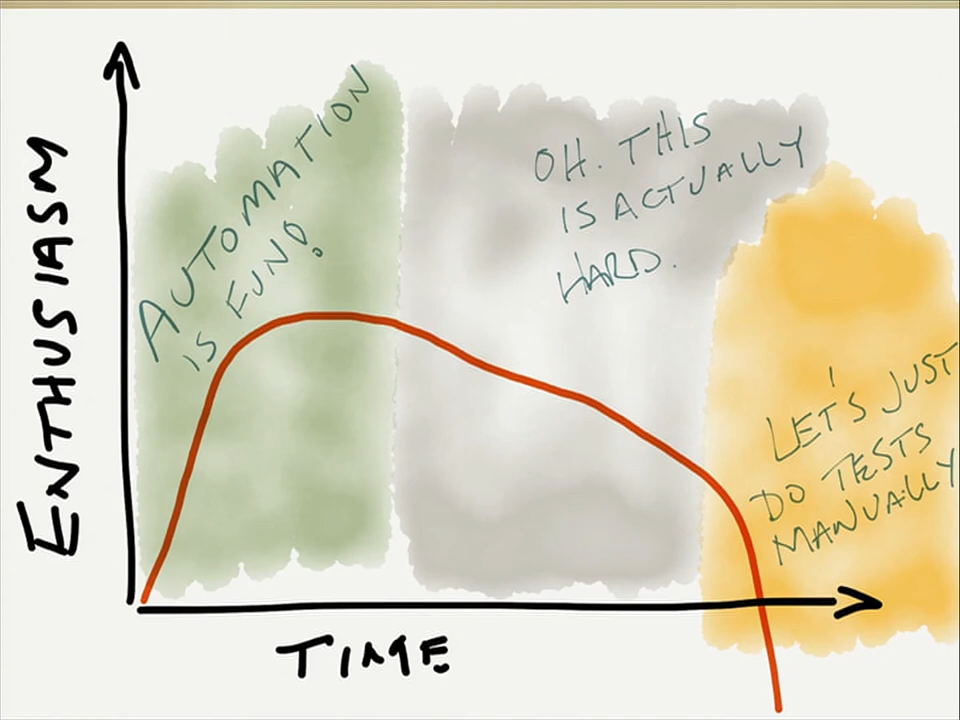 ENTHUSIASM
AUTOMATION
IS FUN!
OH. THIS
IS ACTUALLY
HARD.
LET'S JUST
DO TESTS
MANUALLY
TIME